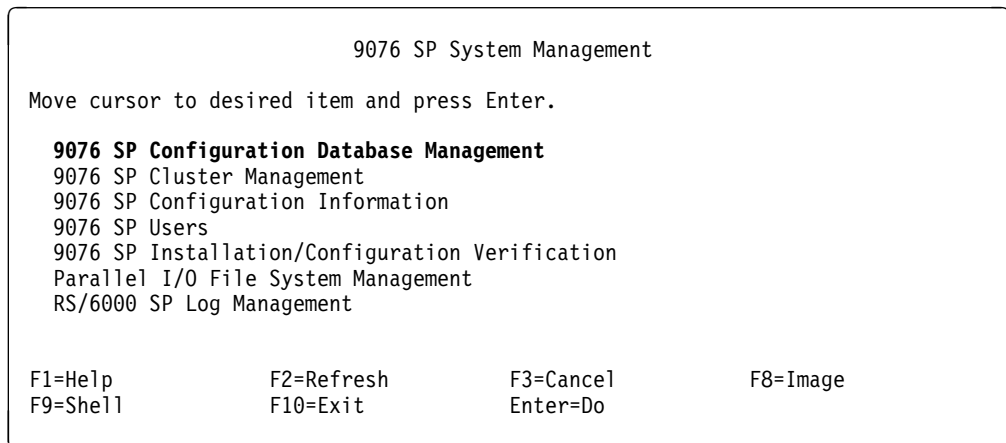 9076 SP System Management
Move cursor to desired item and press Enter.
9076 SP Configuration Database Management
9076 SP Cluster Management
9076 SP Configuration Information
9076 SP Users
9076 SP Installation/Configuration Verification
Parallel I/O File System Management
RS/6000 SP Log Management
F1=Help F2=Refresh F3=Cancel F8=Image
F9=Shell F10=Exit Enter=Do